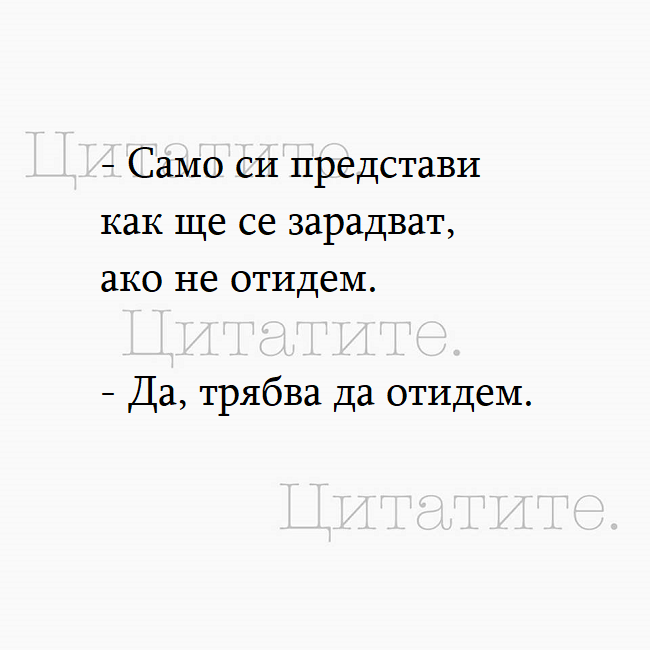 Цитатите.
- Само си представи
как ще се зарадват,
ако не отидем.
Цитатите.
- Да, трябва да отидем.
Цитатите.